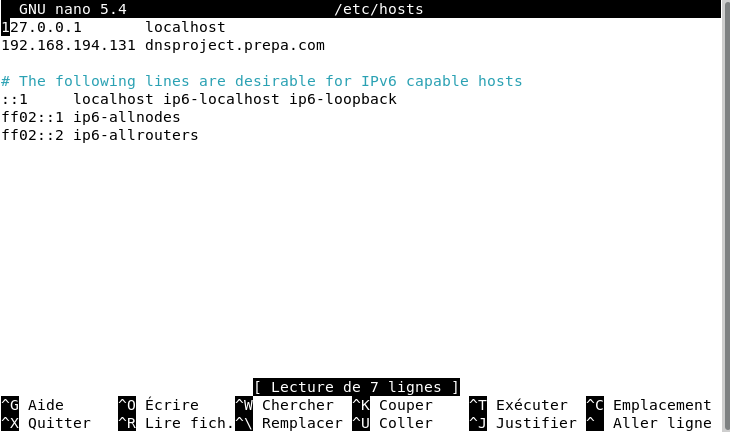 GNU nano 5.4 /etc/hosts
127.0.0.1 localhost
192.168.194.131 dnsproject.prepa.com
# The following lines are desirable for IPv6 capable hosts
::1 localhost ip6-localhost ip6-loopback
ff02::1 ip6-allnodes
ff02::2 ip6-allrouters
[ Lecture de 7 lignes ]
^G Aide ^O Écrire ^W Chercher ^K Couper ^T Exécuter ^C Emplacement
^X Quitter ^R Lire fich. ^\ Remplacer ^U Coller ^J Justifier ^_ Aller ligne